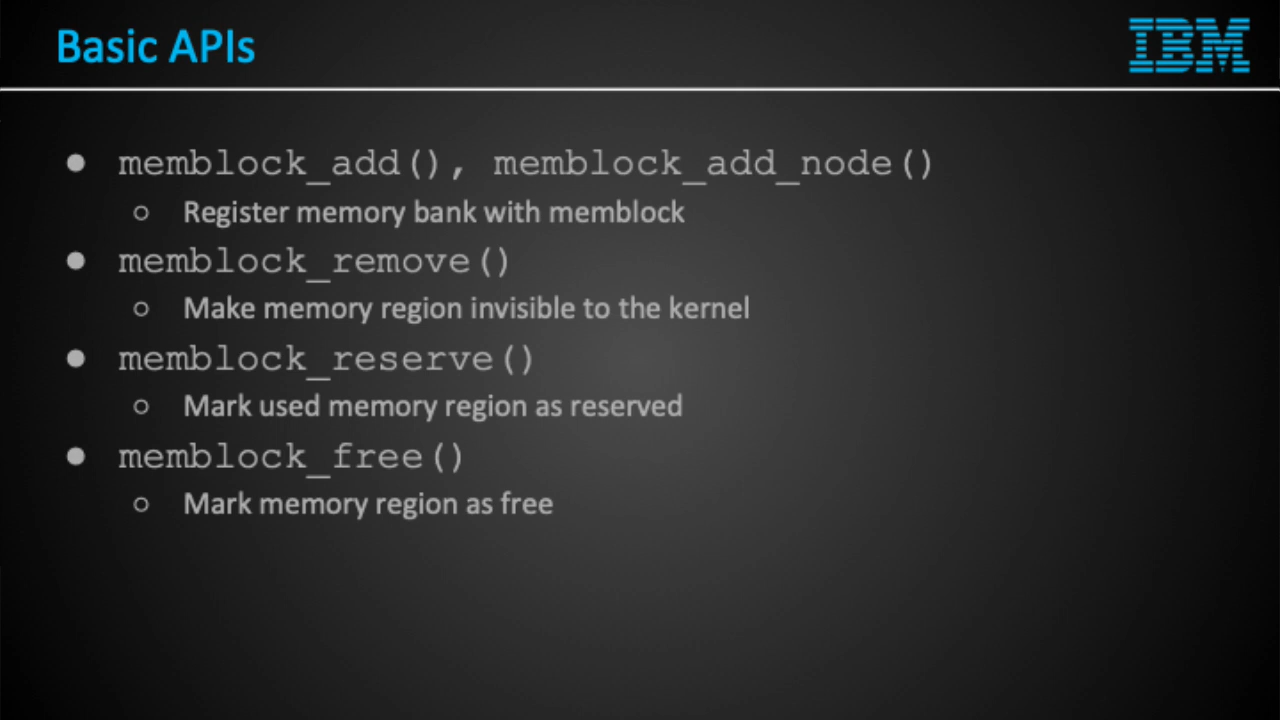 Basic APIs
IBM
● memblock_add(), memblock_add_node()
○ Register memory bank with memblock
● memblock_remove()
○ Make memory region invisible to the kernel
● memblock_reserve()
○ Mark used memory region as reserved
● memblock_free()
○ Mark memory region as free